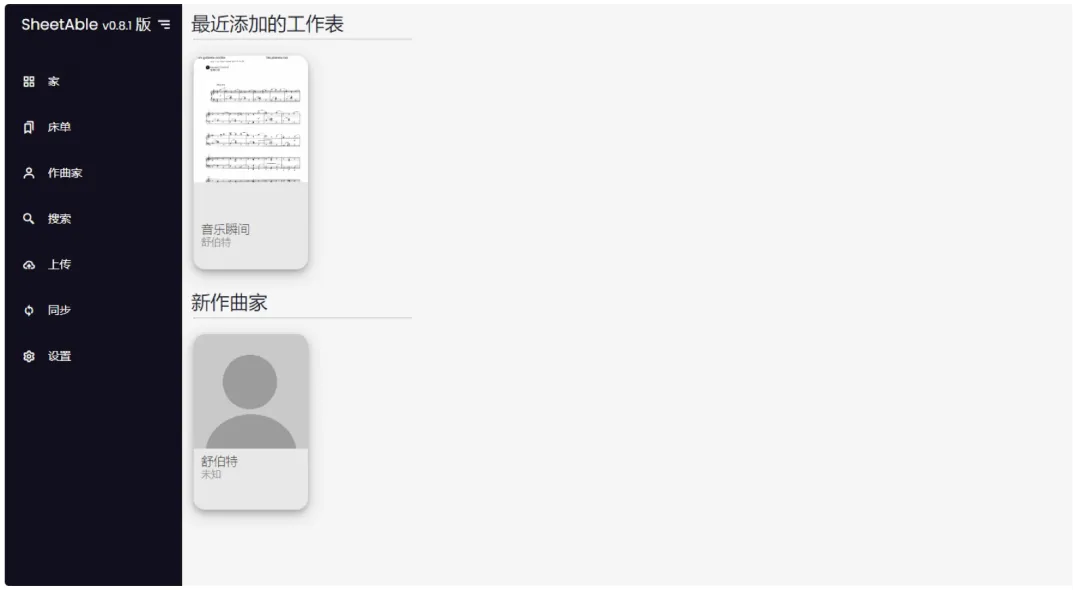 SheetAble v0.8.1 版
家
床单
作曲家
搜索
上传
同步
设置
最近添加的工作表
音乐瞬间
舒伯特
新作曲家
舒伯特
未知